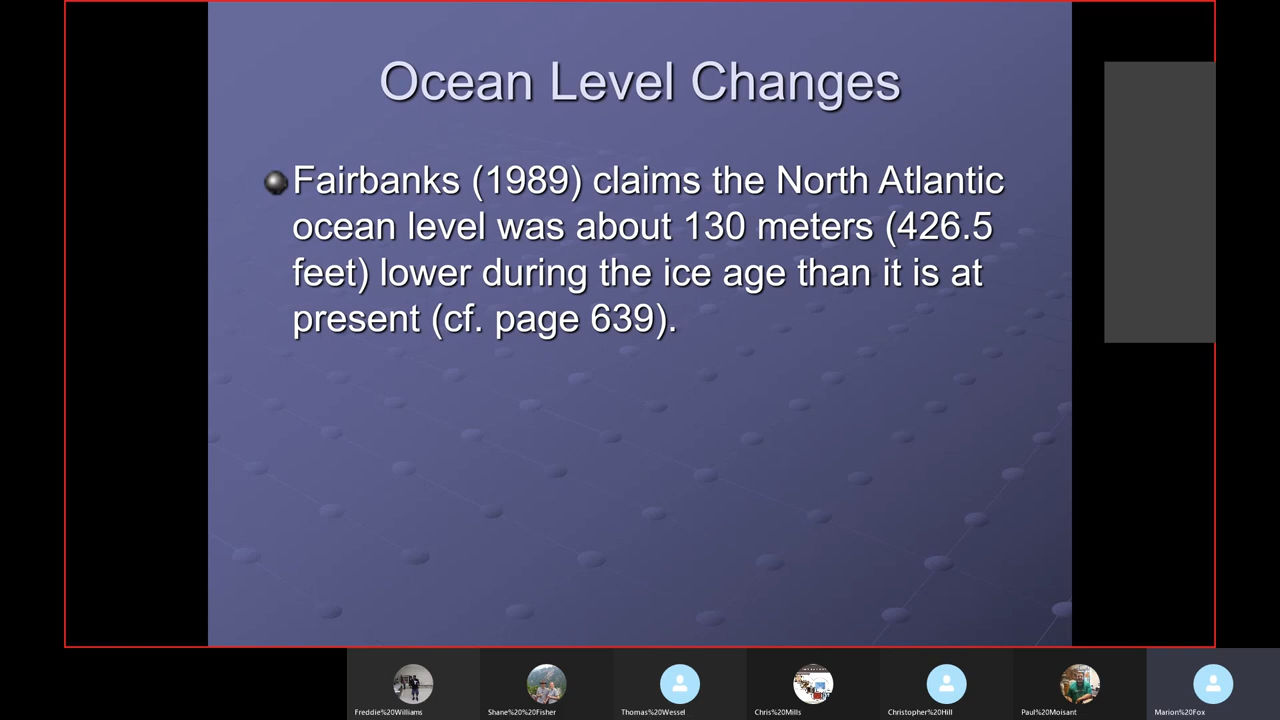 Ocean Level Changes
Fairbanks (1989) claims the North Atlantic
ocean level was about 130 meters (426.5
feet) lower during the ice age than it is at
present (cf. page 639).
Freddie%20Williams
Shane%20%20Fisher
Thomas%20Wessel
Chris%20Mills
Christopher%20Hill
Paul%20Moisant
Marion%20Fox